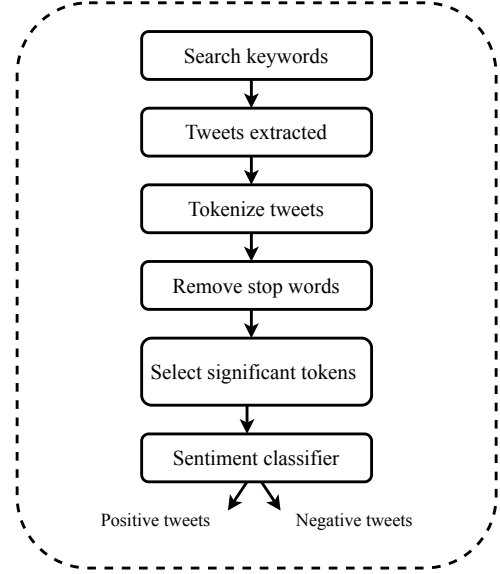 Search keywords
Tweets extracted
Tokenize tweets
Remove stop words
Select significant tokens
Sentiment classifier
Positive tweets
Negative tweets